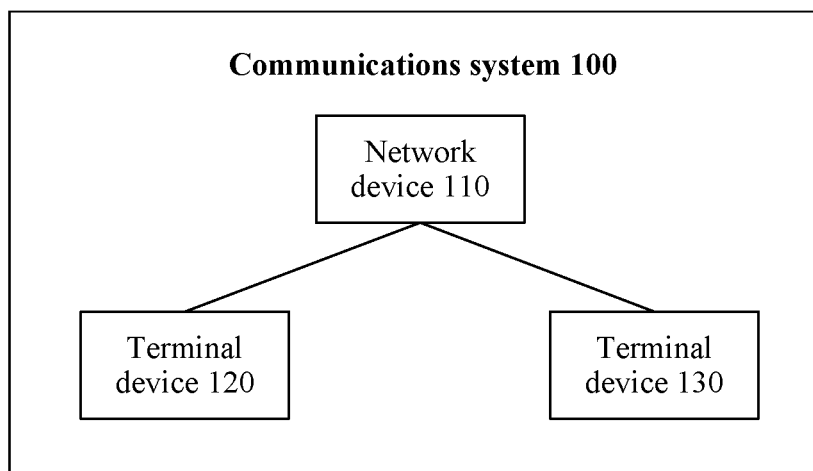 Communications system 100
Network
device 110
Terminal
device 120
Terminal
device 130